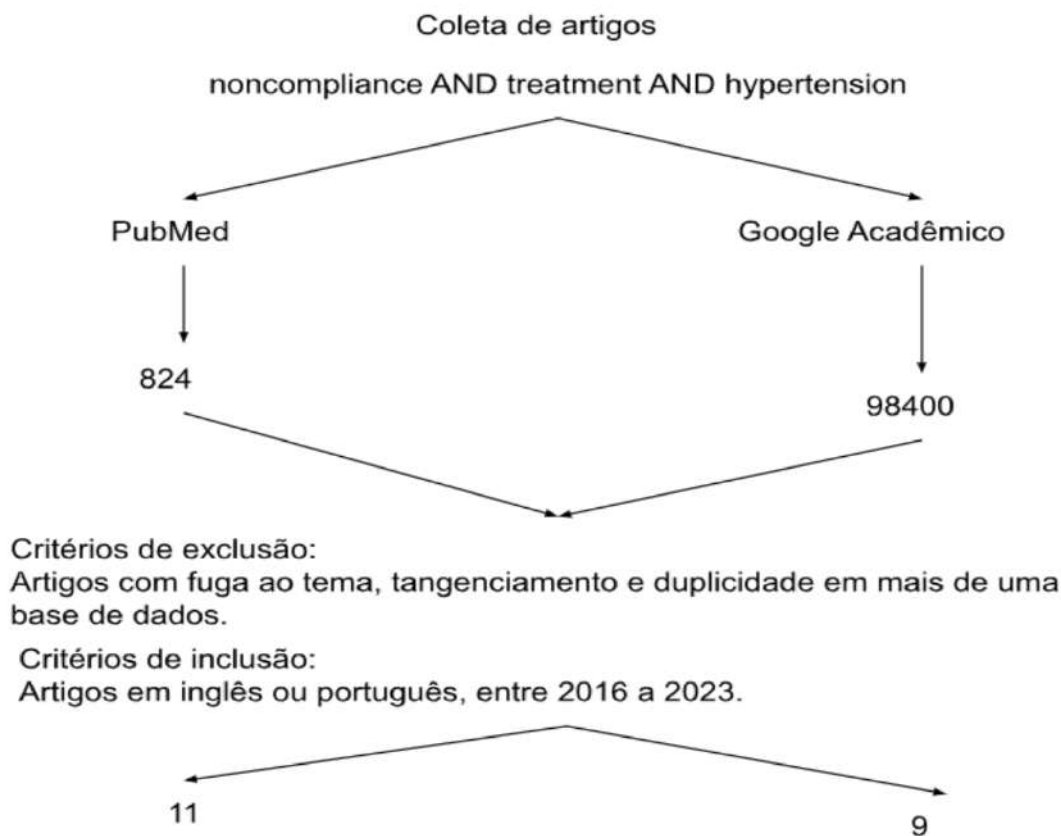 Coleta de artigos
noncompliance AND treatment AND hypertension
PubMed
Google Acadêmico
824
98400
Critérios de exclusão:
Artigos com fuga ao tema, tangenciamento e duplicidade em mais de uma
base de dados.
Critérios de inclusão:
Artigos em inglês ou português, entre 2016 a 2023.
11
9